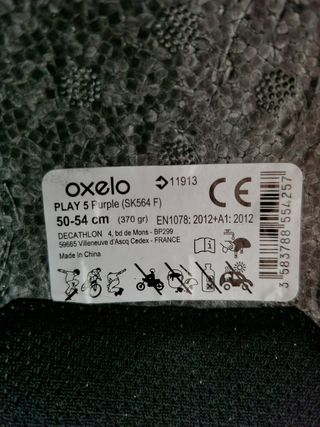 oxelo
11913
CE
PLAY 5 Purple (SK564 F)
50-54 cm (370 gr) EN1078: 2012+A1: 2012
DECATHLON 4, bd de Mons - BP299
59665 Villeneuve d'Ascq Cedex - FRANCE
Made In China
3 583788 554257